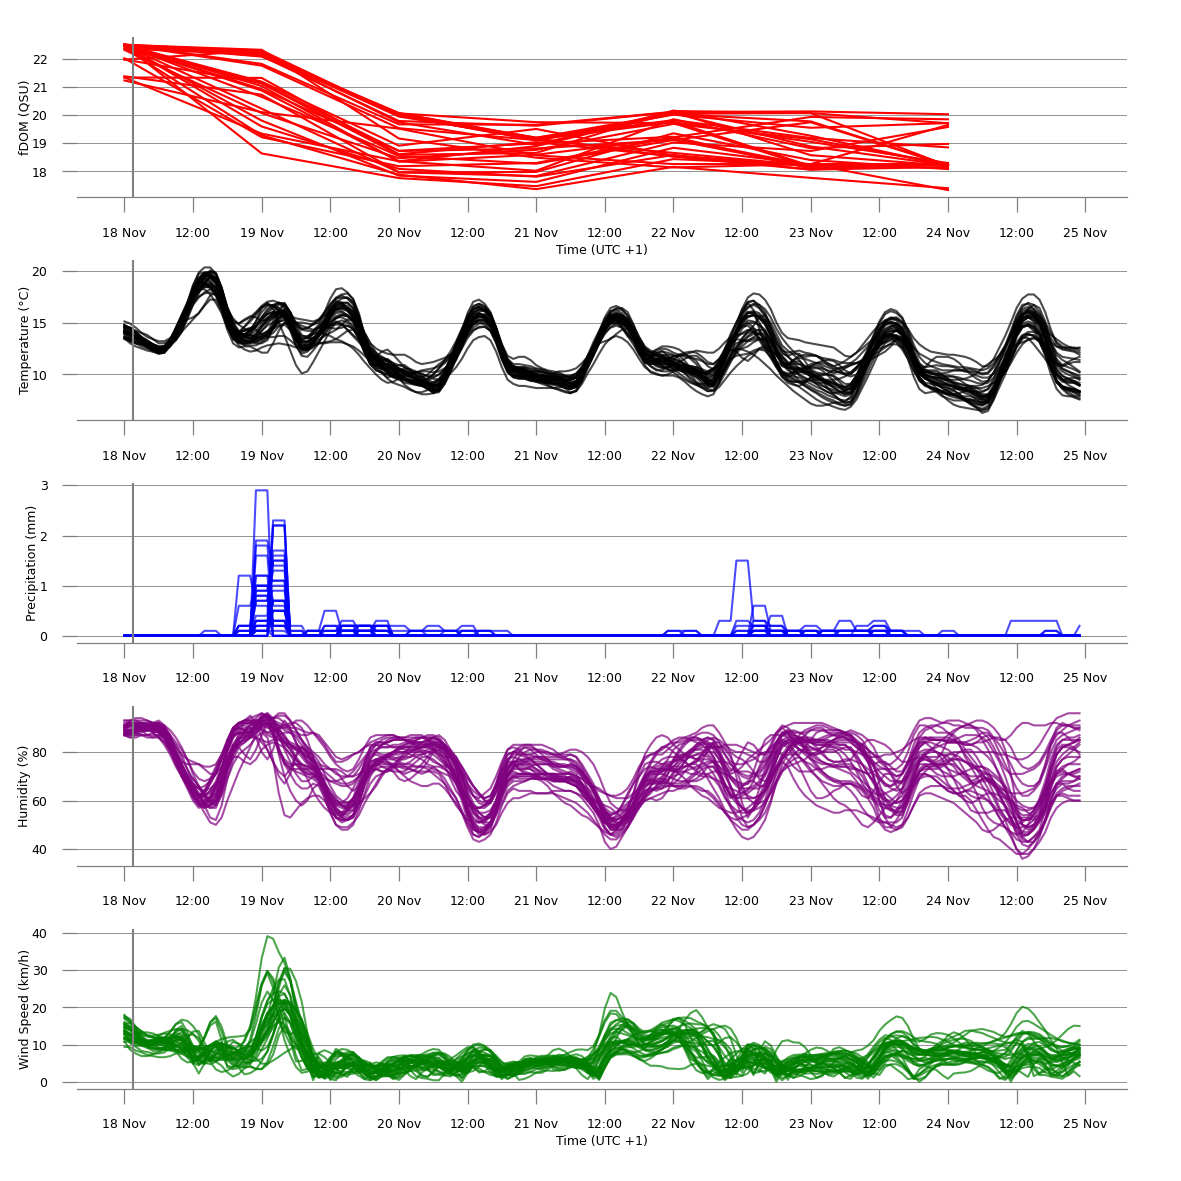 22
21
20
19
18
fDOM (QSU)
18 Nov 12:00 19 Nov 12:00 20 Nov 12:00 21 Nov 12:00 22 Nov 12:00 23 Nov 12:00 24 Nov 12:00 25 Nov
Time (UTC +1)
20
15
10
Temperature (°C)
18 Nov 12:00 19 Nov 12:00 20 Nov 12:00 21 Nov 12:00 22 Nov 12:00 23 Nov 12:00 24 Nov 12:00 25 Nov
3
2
1
0
Precipitation (mm)
18 Nov 12:00 19 Nov 12:00 20 Nov 12:00 21 Nov 12:00 22 Nov 12:00 23 Nov 12:00 24 Nov 12:00 25 Nov
80
60
40
Humidity (%)
18 Nov 12:00 19 Nov 12:00 20 Nov 12:00 21 Nov 12:00 22 Nov 12:00 23 Nov 12:00 24 Nov 12:00 25 Nov
40
30
20
10
0
Wind Speed (km/h)
18 Nov 12:00 19 Nov 12:00 20 Nov 12:00 21 Nov 12:00 22 Nov 12:00 23 Nov 12:00 24 Nov 12:00 25 Nov
Time (UTC +1)